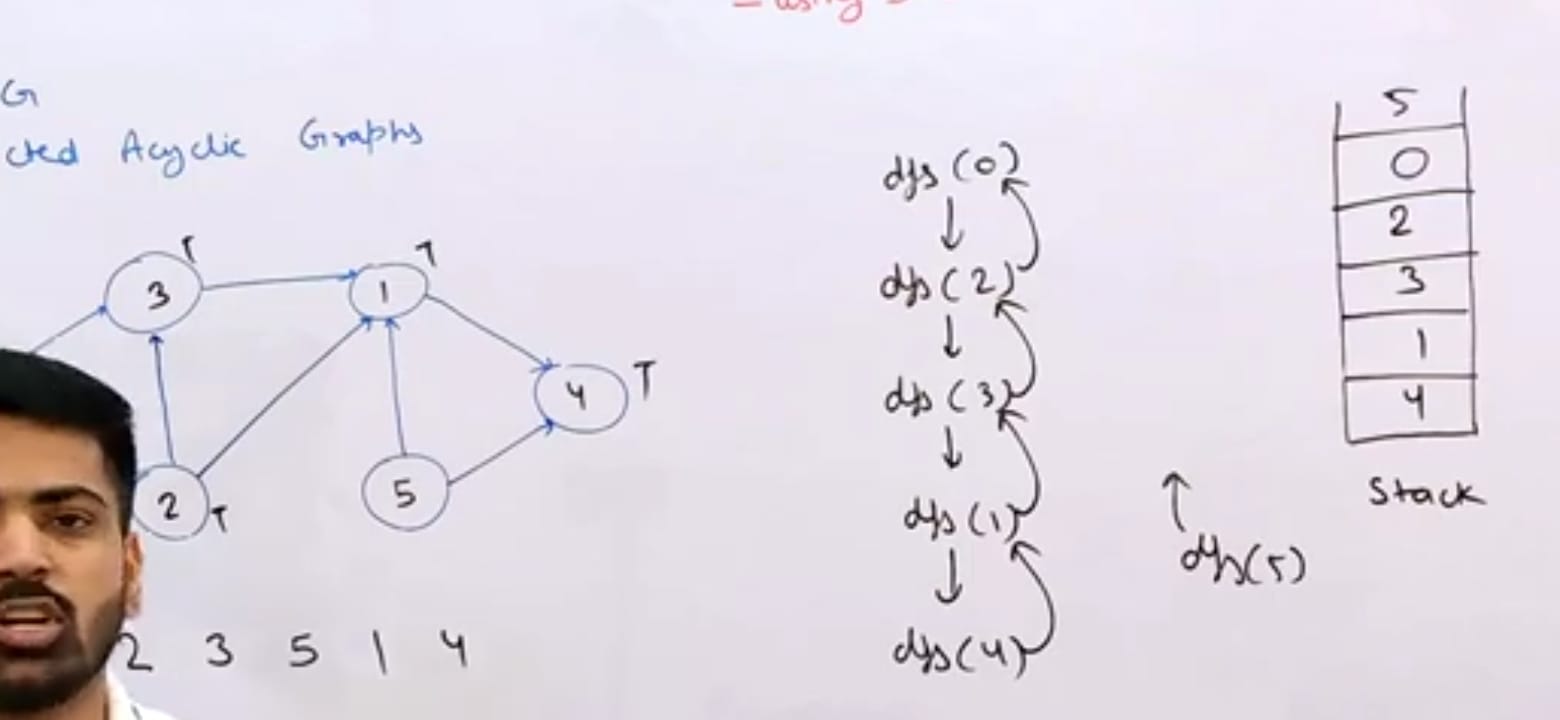 - using
G
cted Acyclic Graphs
3 T
1 T
4 T
2 T
5
2 3 5 1 4
dfs (0)
↓
dfs (2)
↓
dfs (3)
↓
dfs (1)
↓
dfs (4)
↑
dfs(5)
5
0
2
3
1
4
Stack